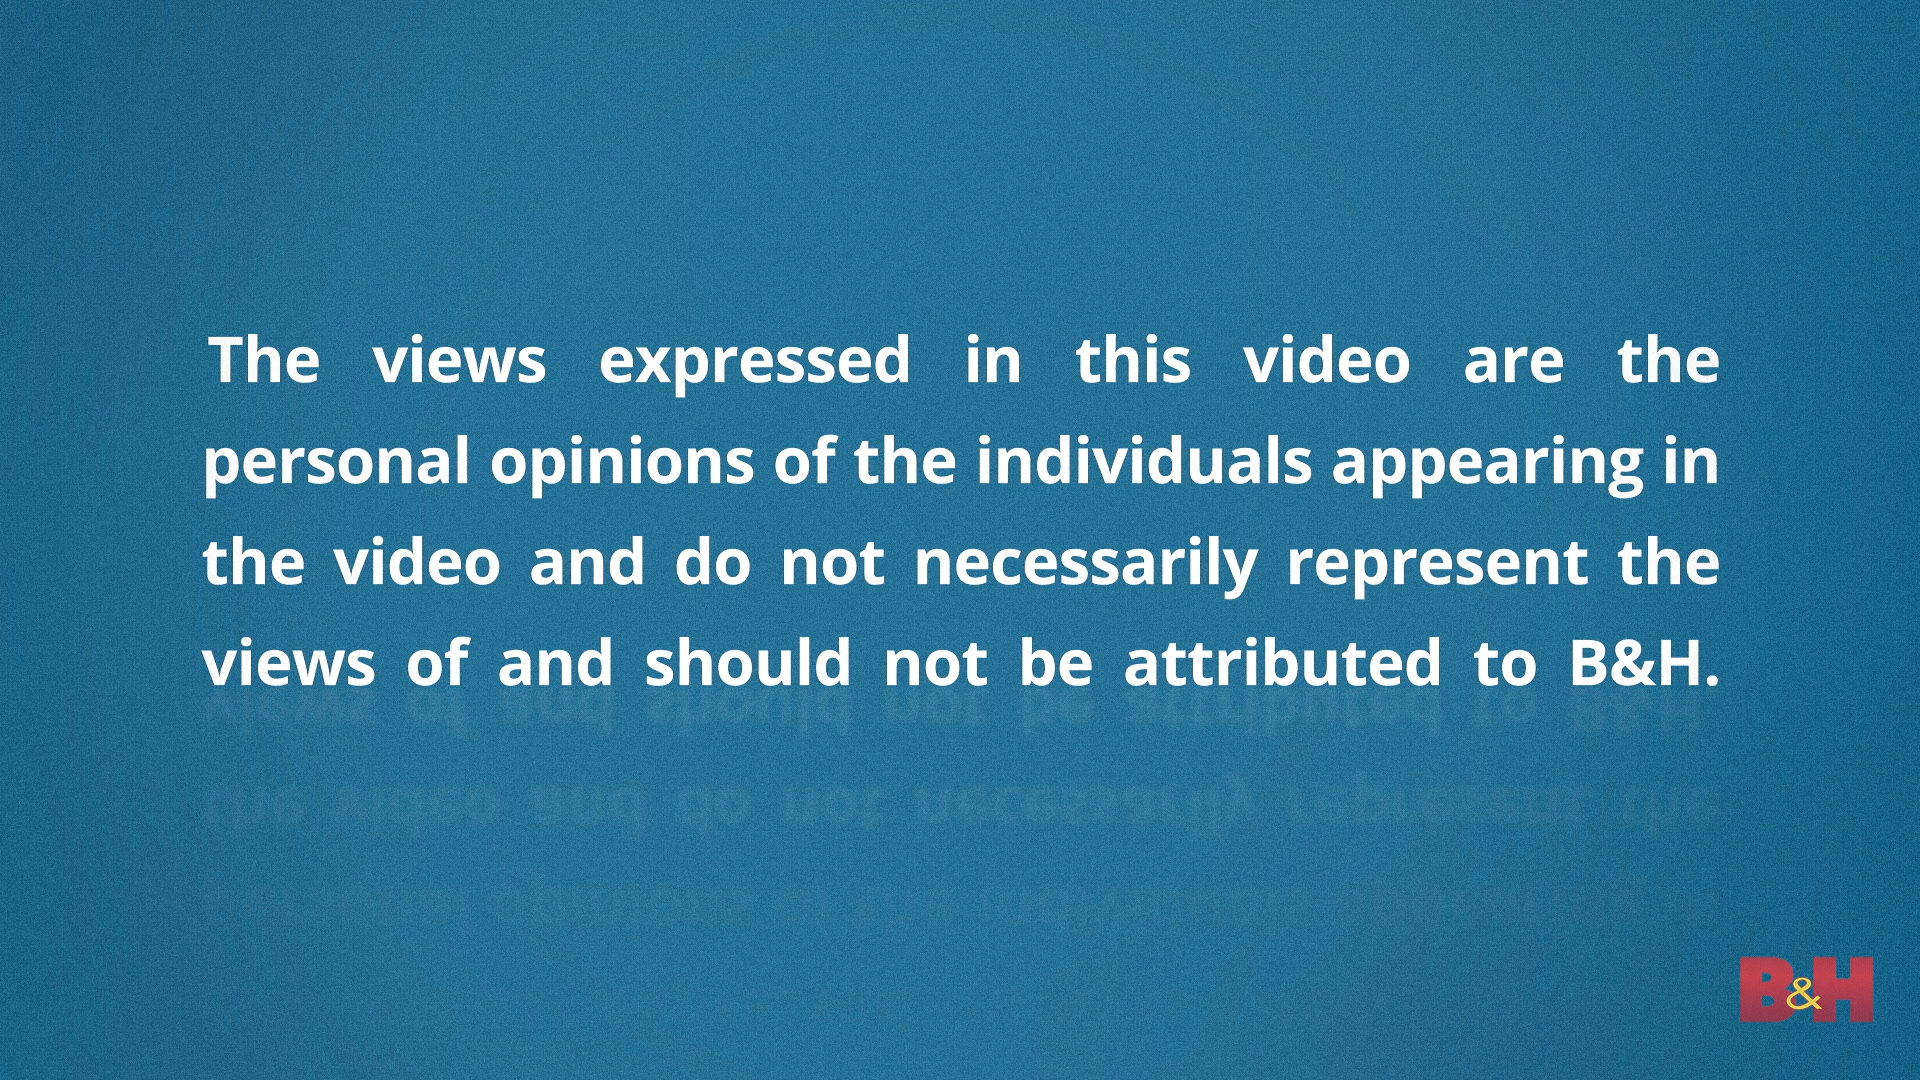 The views expressed in this video are the
personal opinions of the individuals appearing in
the video and do not necessarily represent the
views of and should not be attributed to B&H.
B&H